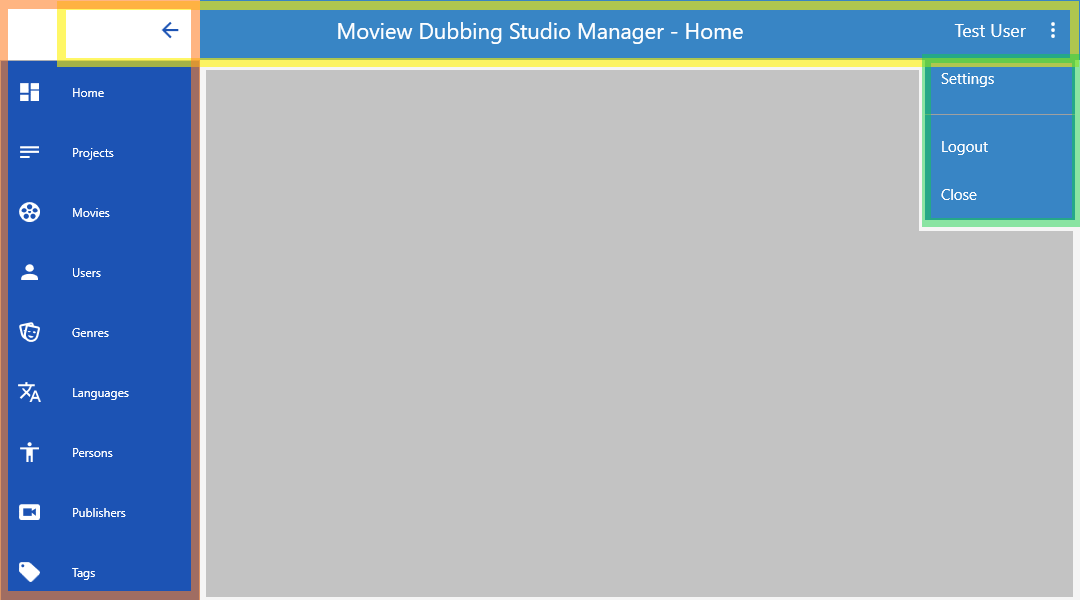 Moview Dubbing Studio Manager - Home
Test User
Settings
Logout
Close
Home
Projects
Movies
Users
Genres
Languages
Persons
Publishers
Tags